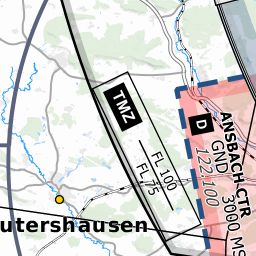 TMZ
FL 100
FL 75
D
ANSBACH CTR
GND
3000 MS
122.100
utershausen